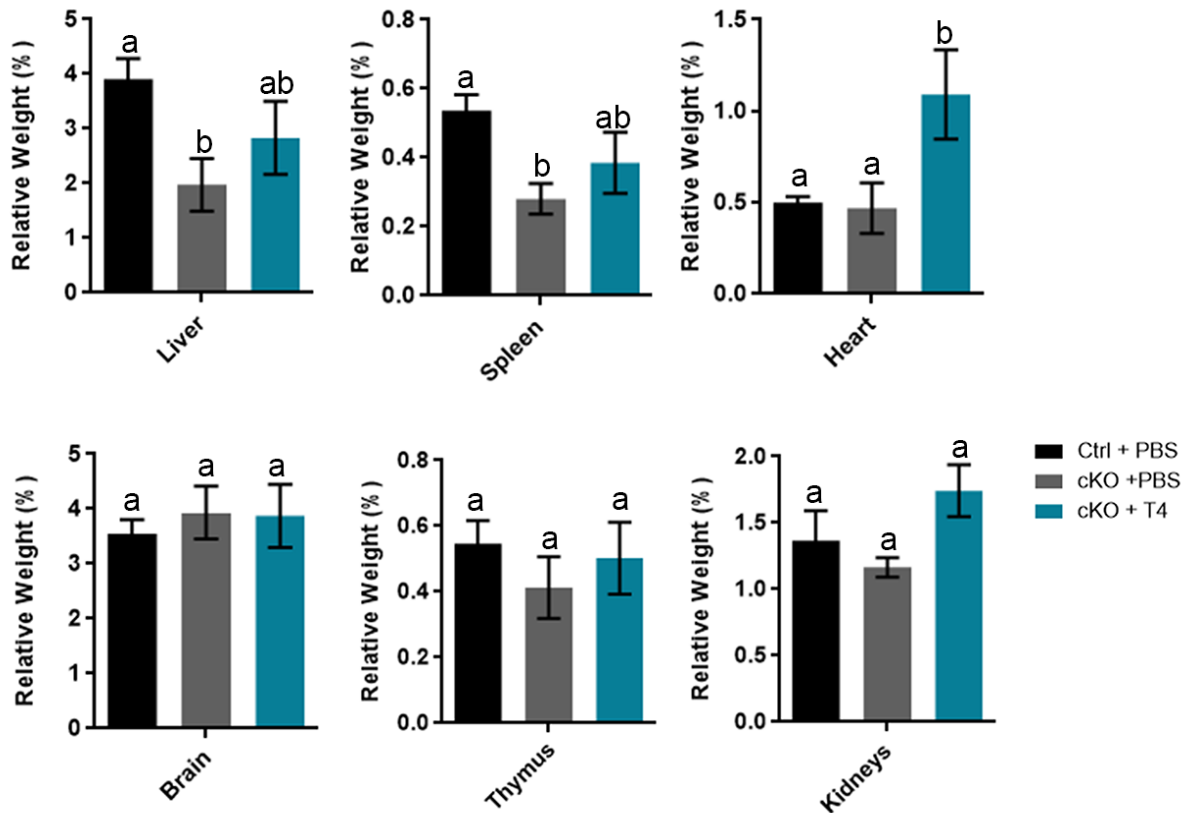 Relative Weight (%)
5
4
3
2
1
0
a
b
ab
Liver
Relative Weight (%)
0.8
0.6
0.4
0.2
0.0
a
b
ab
Spleen
Relative Weight (%)
1.5
1.0
0.5
0.0
a
a
b
Heart
Relative Weight (%)
5
4
3
2
1
0
a
a
a
Brain
Relative Weight (%)
0.8
0.6
0.4
0.2
0.0
a
a
a
Thymus
Relative Weight (%)
2.0
1.5
1.0
0.5
0.0
a
a
a
Kidneys
Ctrl + PBS
cKO +PBS
cKO + T4